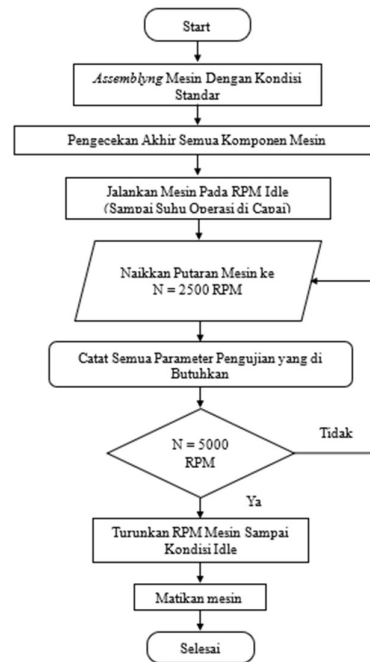 Start
Assemblyng Mesin Dengan Kondisi
Standar
Pengecekan Akhir Semua Komponen Mesin
Jalankan Mesin Pada RPM Idle
(Sampai Suhu Operasi di Capai)
Naikkan Putaran Mesin ke
N = 2500 RPM
Catat Semua Parameter Pengujian yang di
Butuhkan
N = 5000
RPM
Tidak
Ya
Turunkan RPM Mesin Sampai
Kondisi Idle
Matikan mesin
Selesai